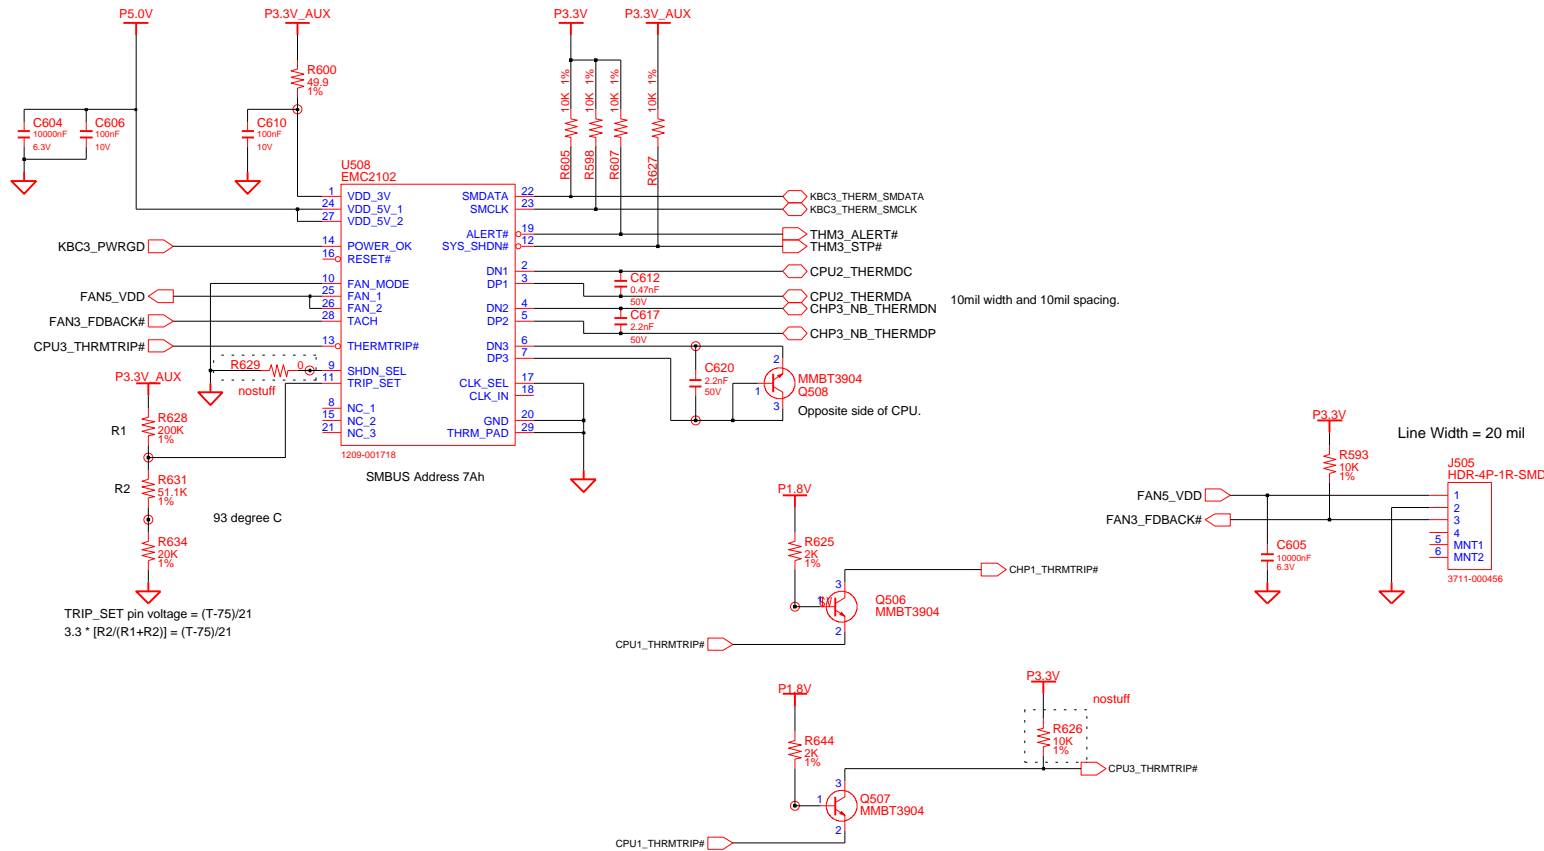 P5.0V
P3.3V_AUX
P3.3V
P3.3V_AUX
R600
49.9
1%
10K 1%
10K 1%
10K 1%
10K 1%
C604
10000nF
6.3V
C606
100nF
10V
C610
100nF
10V
R605
R598
R607
R627
U508
EMC2102
1 VDD_3V
24 VDD_5V_1
27 VDD_5V_2
14 POWER_OK
16 RESET#
10 FAN_MODE
25 FAN_1
26 FAN_2
28 TACH
13 THERMTRIP#
9 SHDN_SEL
11 TRIP_SET
8 NC_1
15 NC_2
21 NC_3
SMDATA 22
SMCLK 23
ALERT# 19
SYS_SHDN# 12
DN1 2
DP1 3
DN2 4
DP2 5
DN3 6
DP3 7
CLK_SEL 17
CLK_IN 18
GND 20
THRM_PAD 29
1209-001718
SMBUS Address 7Ah
KBC3_PWRGD
FAN5_VDD
FAN3_FDBACK#
CPU3_THRMTRIP#
R629 0
nostuff
P3.3V_AUX
R1
R628
200K
1%
R2
R631
51.1K
1%
93 degree C
R634
20K
1%
TRIP_SET pin voltage = (T-75)/21
3.3 * [R2/(R1+R2)] = (T-75)/21
KBC3_THERM_SMDATA
KBC3_THERM_SMCLK
THM3_ALERT#
THM3_STP#
CPU2_THERMDC
C612
0.47nF
50V
CPU2_THERMDA
CHP3_NB_THERMDN
C617
2.2nF
50V
CHP3_NB_THERMDP
10mil width and 10mil spacing.
C620
2.2nF
50V
2
1
3
MMBT3904
Q508
Opposite side of CPU.
P1.8V
R625
2K
1%
3
1
2
Q506
MMBT3904
CHP1_THRMTRIP#
CPU1_THRMTRIP#
P1.8V
R644
2K
1%
3
1
2
Q507
MMBT3904
CPU1_THRMTRIP#
P3.3V
nostuff
R626
10K
1%
CPU3_THRMTRIP#
P3.3V
Line Width = 20 mil
R593
10K
1%
J505
HDR-4P-1R-SMD
FAN5_VDD
FAN3_FDBACK#
1
2
3
4
5 MNT1
6 MNT2
3711-000456
C605
10000nF
6.3V